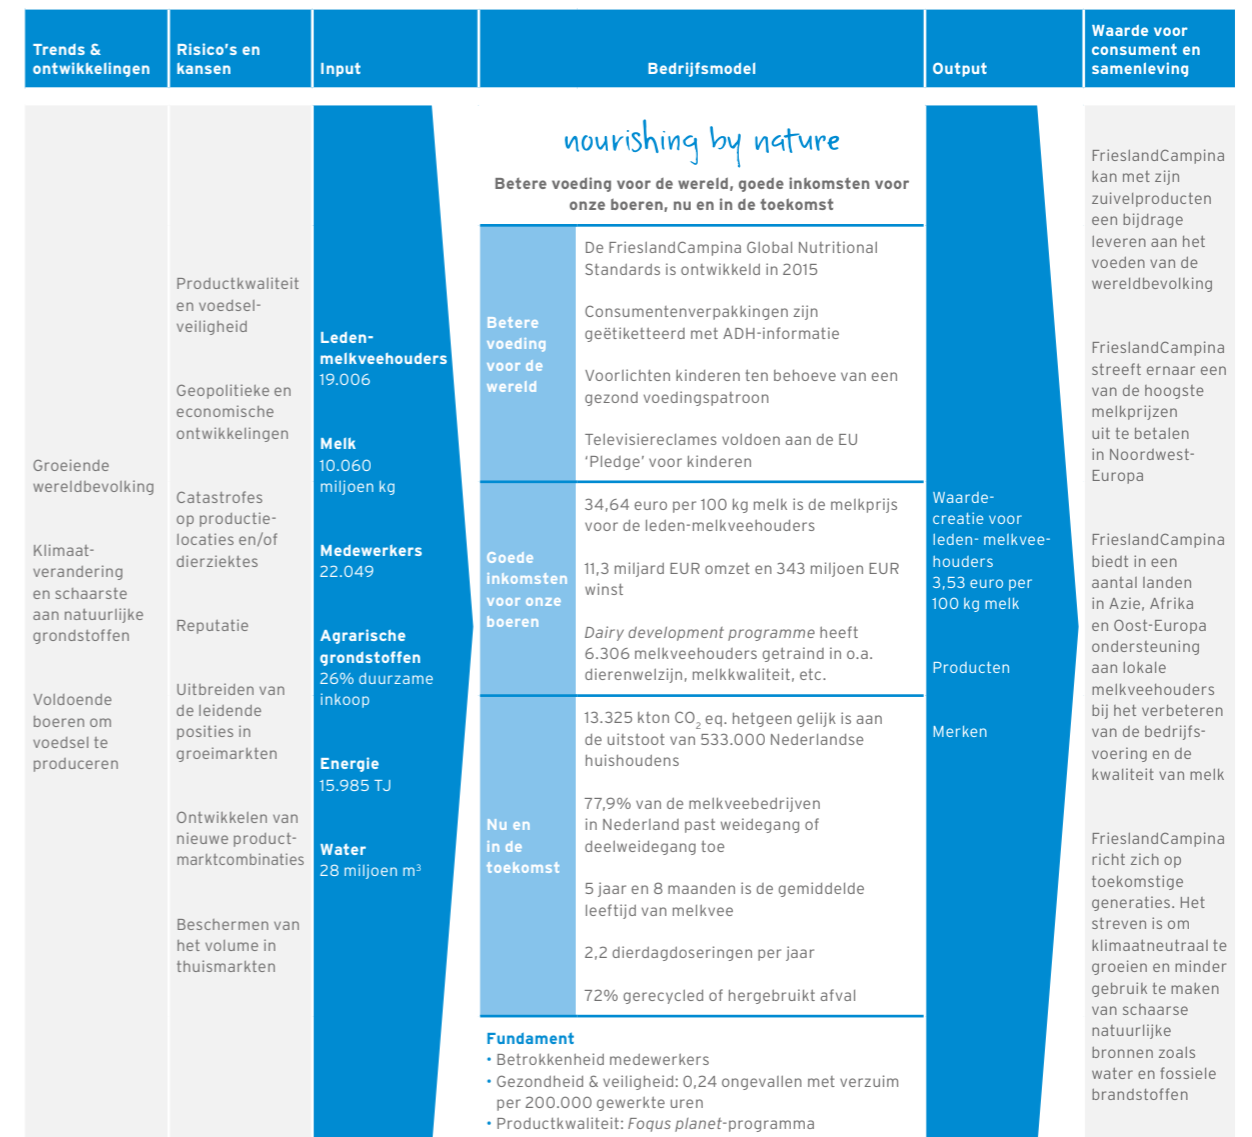 Trends &
ontwikkelingen
Risico's en
kansen
Input
Bedrijfsmodel
Output
Waarde voor
consument en
samenleving
Groeiende
wereldbevolking
Klimaat-
verandering
en schaarste
aan natuurlijke
grondstoffen
Voldoende
boeren om
voedsel te
produceren
Productkwaliteit
en voedsel-
veiligheid
Geopolitieke en
economische
ontwikkelingen
Catastrofes
op productie-
locaties en/of
dierziektes
Reputatie
Uitbreiden van
de leidende
posities in
groeimarkten
Ontwikkelen van
nieuwe product-
marktcombinaties
Beschermen van
het volume in
thuismarkten
Leden-
melkveehouders
19.006
Melk
10.060
miljoen kg
Medewerkers
22.049
Agrarische
grondstoffen
26% duurzame
inkoop
Energie
15.985 TJ
Water
28 miljoen m³
nourishing by nature
Betere voeding voor de wereld, goede inkomsten voor
onze boeren, nu en in de toekomst
Betere
voeding
voor de
wereld
De FrieslandCampina Global Nutritional
Standards is ontwikkeld in 2015
Consumentenverpakkingen zijn
geëtiketteerd met ADH-informatie
Voorlichten kinderen ten behoeve van een
gezond voedingspatroon
Televisiereclames voldoen aan de EU
‘Pledge’ voor kinderen
Goede
inkomsten
voor onze
boeren
34,64 euro per 100 kg melk is de melkprijs
voor de leden-melkveehouders
11,3 miljard EUR omzet en 343 miljoen EUR
winst
Dairy development programme heeft
6.306 melkveehouders getraind in o.a.
dierenwelzijn, melkkwaliteit, etc.
Nu en
in de
toekomst
13.325 kton CO₂ eq. hetgeen gelijk is aan
de uitstoot van 533.000 Nederlandse
huishoudens
77,9% van de melkveebedrijven
in Nederland past weidegang of
deelweidegang toe
5 jaar en 8 maanden is de gemiddelde
leeftijd van melkvee
2,2 dierdagdoseringen per jaar
72% gerecycled of hergebruikt afval
Fundament
• Betrokkenheid medewerkers
• Gezondheid & veiligheid: 0,24 ongevallen met verzuim
per 200.000 gewerkte uren
• Productkwaliteit: Foqus planet-programma
Waarde-
creatie voor
leden- melkvee-
houders
3,53 euro per
100 kg melk
Producten
Merken
FrieslandCampina
kan met zijn
zuivelproducten
een bijdrage
leveren aan het
voeden van de
wereldbevolking
FrieslandCampina
streeft ernaar een
van de hoogste
melkprijzen
uit te betalen
in Noordwest-
Europa
FrieslandCampina
biedt in een
aantal landen
in Azie, Afrika
en Oost-Europa
ondersteuning
aan lokale
melkveehouders
bij het verbeteren
van de bedrijfs-
voering en de
kwaliteit van melk
FrieslandCampina
richt zich op
toekomstige
generaties. Het
streven is om
klimaatneutraal te
groeien en minder
gebruik te maken
van schaarse
natuurlijke
bronnen zoals
water en fossiele
brandstoffen